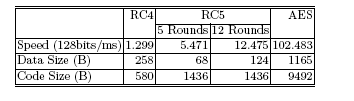 RC4 RC5 AES
5 Rounds 12 Rounds
Speed (128bits/ms) 1.299 5.471 12.475 102.483
Data Size (B) 258 68 124 1165
Code Size (B) 580 1436 1436 9492